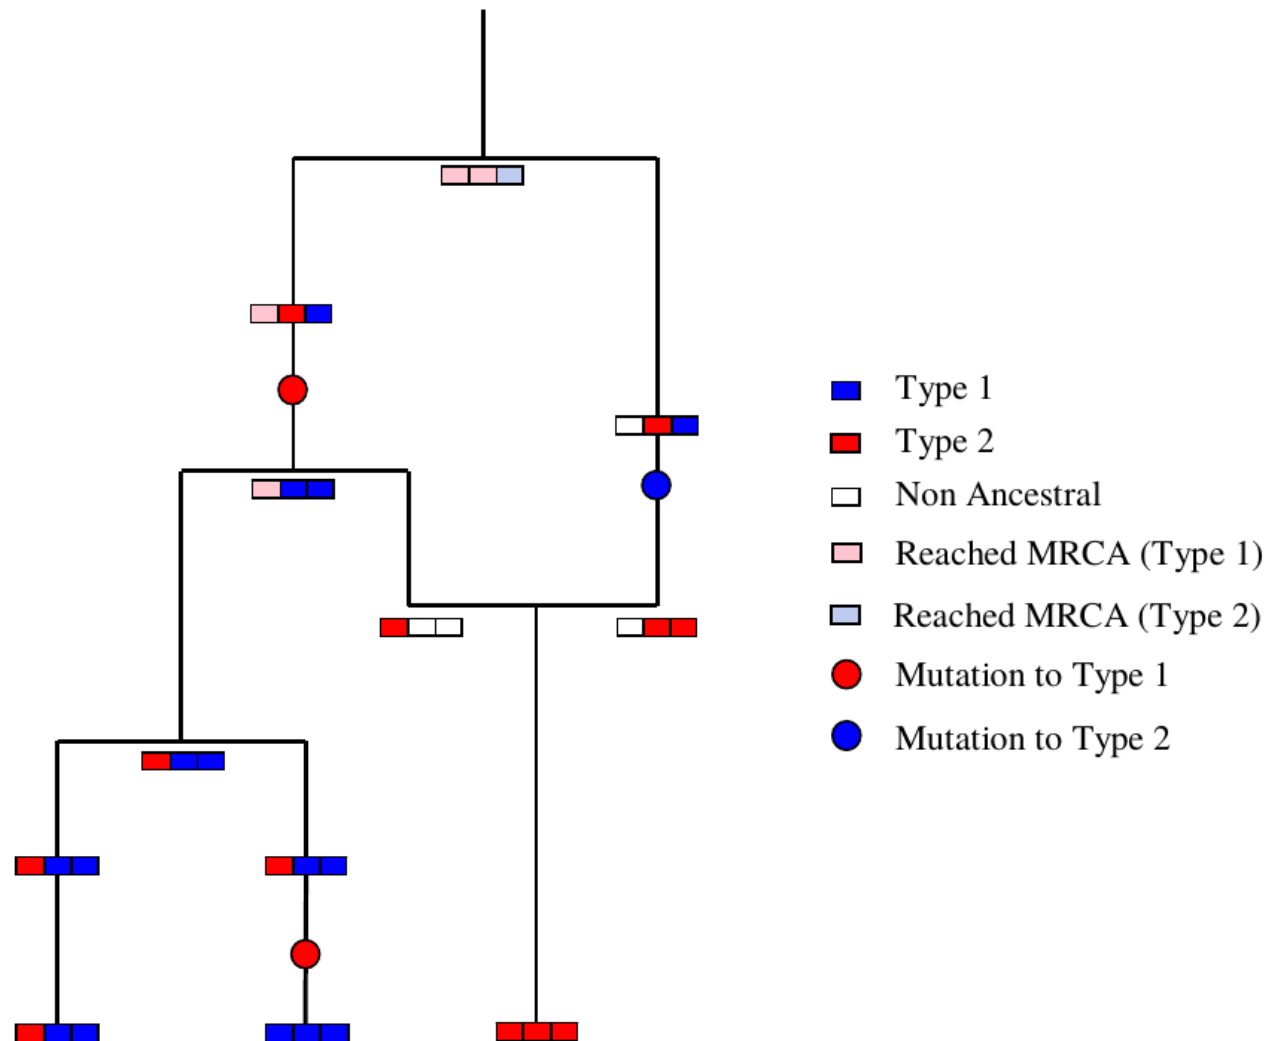 Type 1
Type 2
Non Ancestral
Reached MRCA (Type 1)
Reached MRCA (Type 2)
Mutation to Type 1
Mutation to Type 2